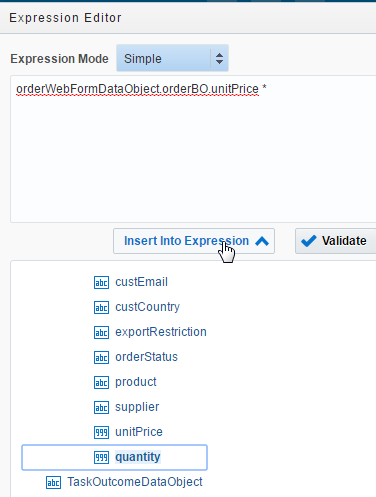 Expression Editor
Expression Mode Simple
orderWebFormDataObject.orderBO.unitPrice *
Insert Into Expression Validate
abc custEmail
abc custCountry
abc exportRestriction
abc orderStatus
abc product
abc supplier
999 unitPrice
999 quantity
abc TaskOutcomeDataObject